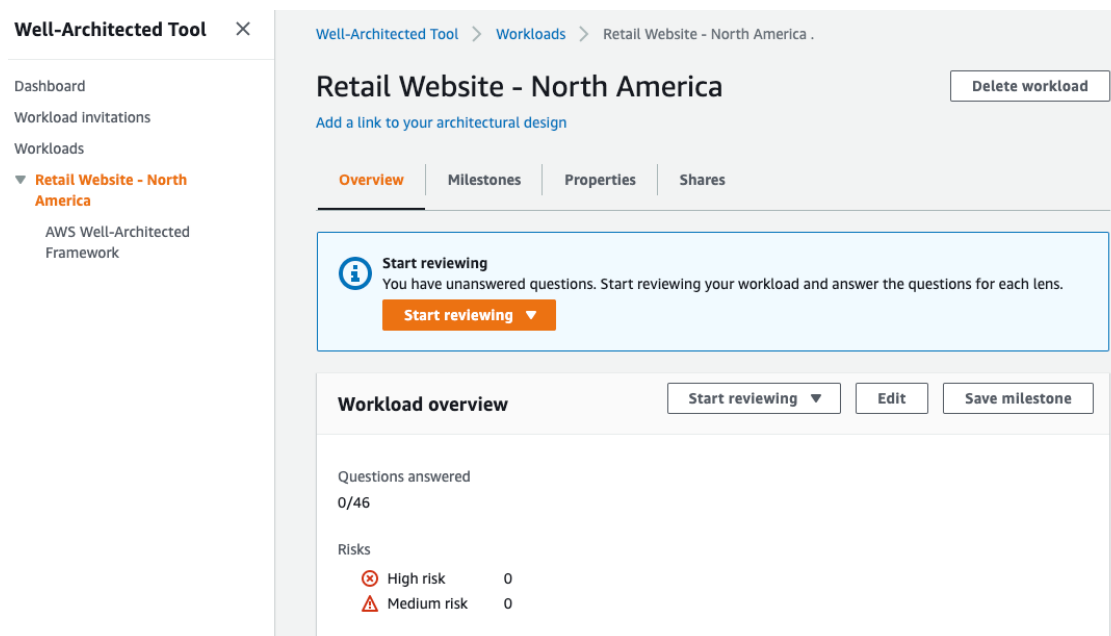 Well-Architected Tool
Dashboard
Workload invitations
Workloads
Retail Website - North
America
AWS Well-Architected
Framework
Well-Architected Tool > Workloads > Retail Website - North America .
Retail Website - North America
Delete workload
Add a link to your architectural design
Overview Milestones Properties Shares
Start reviewing
You have unanswered questions. Start reviewing your workload and answer the questions for each lens.
Start reviewing
Workload overview
Start reviewing Edit Save milestone
Questions answered
0/46
Risks
High risk 0
Medium risk 0